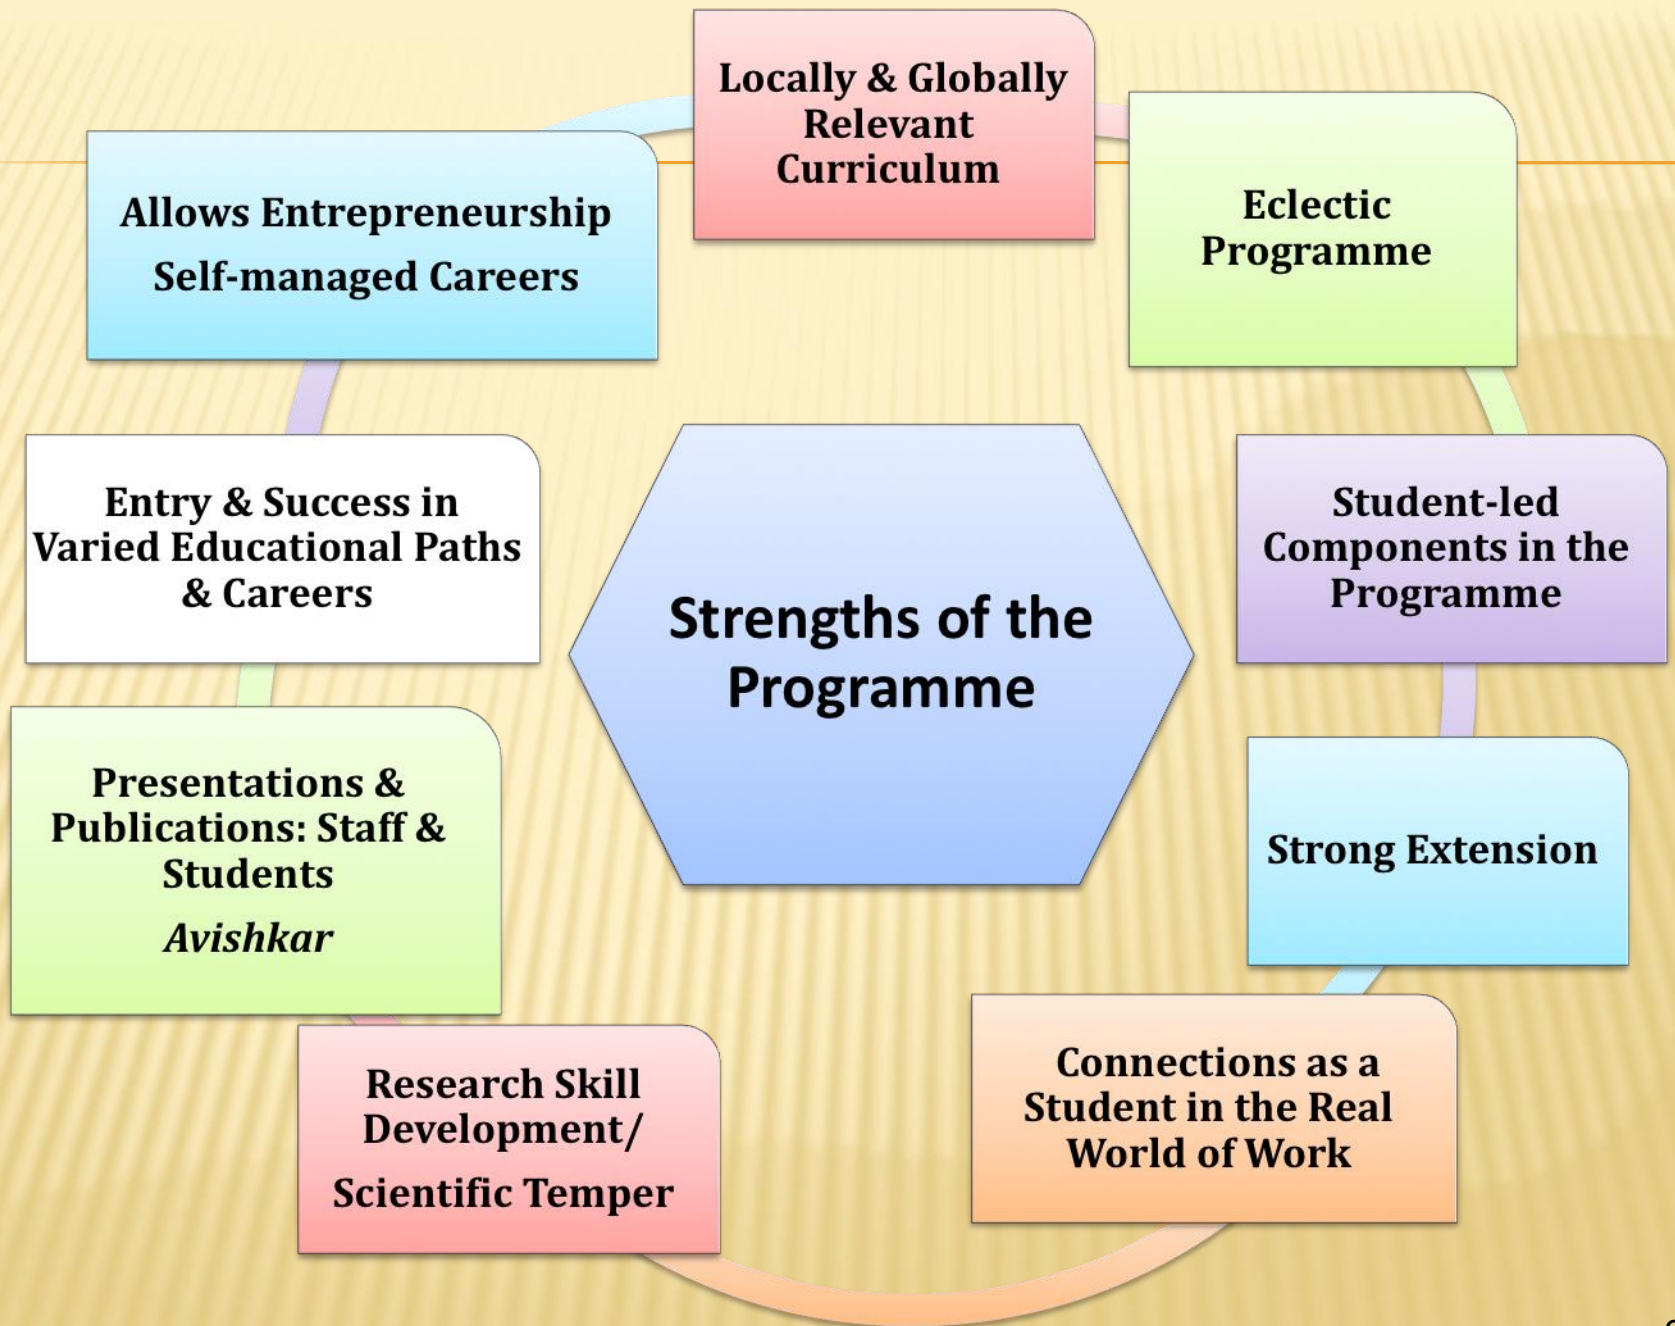 Locally & Globally
Relevant
Curriculum
Eclectic
Programme
Student-led
Components in the
Programme
Strong Extension
Connections as a
Student in the Real
World of Work
Research Skill
Development/
Scientific Temper
Presentations &
Publications: Staff &
Students
Avishkar
Entry & Success in
Varied Educational Paths
& Careers
Allows Entrepreneurship
Self-managed Careers
Strengths of the
Programme